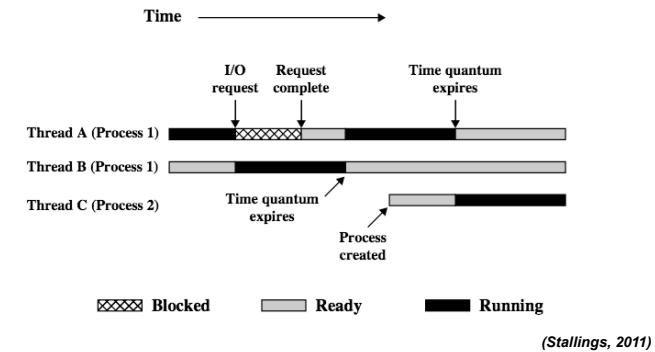 Time
I/O
request
Request
complete
Time quantum
expires
Thread A (Process 1)
Thread B (Process 1)
Thread C (Process 2)
Time quantum
expires
Process
created
Blocked
Ready
Running
(Stallings, 2011)